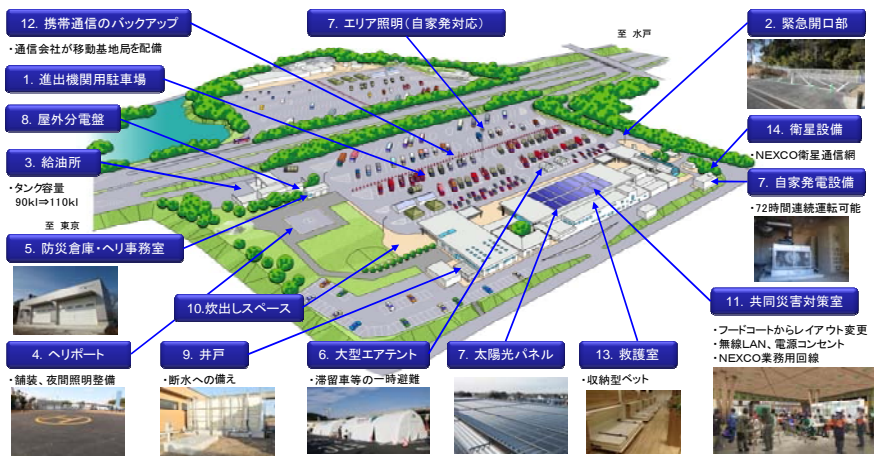 12. 携帯通信のバックアップ
・通信会社が移動基地局を配備
7. エリア照明（自家発対応）
至 水戸
2. 緊急開口部
1. 進出機関用駐車場
8. 屋外分電盤
14. 衛星設備
・NEXCO衛星通信網
3. 給油所
・タンク容量
90kl⇒110kl
7. 自家発電設備
・72時間連続運転可能
至 東京
5. 防災倉庫・ヘリ事務室
10.炊出しスペース
11. 共同災害対策室
・フードコートからレイアウト変更
・無線LAN、電源コンセント
・NEXCO業務用回線
4. ヘリポート
・舗装、夜間照明整備
9. 井戸
・断水への備え
6. 大型エアテント
・滞留車等の一時避難
7. 太陽光パネル
13. 救護室
・収納型ベット